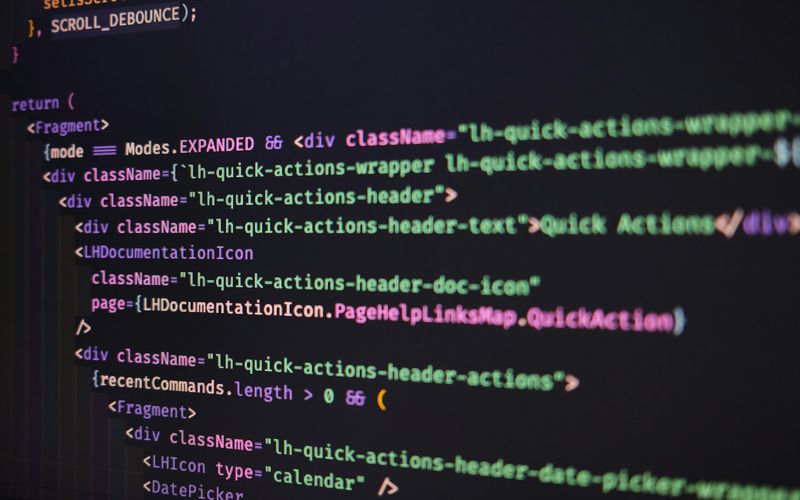 }, SCROLL_DEBOUNCE);
}
return (
<Fragment>
{mode === Modes.EXPANDED && <div className="lh-quick-actions-wrapper-
<div className={`lh-quick-actions-wrapper lh-quick-actions-wrapper-${
<div className="lh-quick-actions-header">
<div className="lh-quick-actions-header-text">Quick Actions</div>
<LHDocumentationIcon
className="lh-quick-actions-header-doc-icon"
page={LHDocumentationIcon.PageHelpLinksMap.QuickAction}
/>
<div className="lh-quick-actions-header-actions">
{recentCommands.length > 0 && (
<Fragment>
<div className="lh-quick-actions-header-date-picker-wrapper
<LHIcon type="calendar" />
<DatePicker